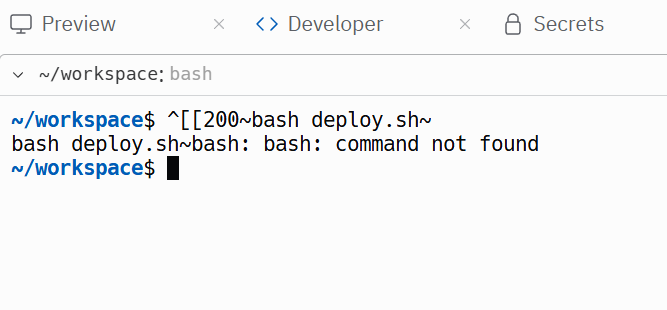 Preview × Developer × Secrets
~/workspace: bash
~/workspace$ ^[[200~bash deploy.sh~
bash deploy.sh~bash: bash: command not found
~/workspace$